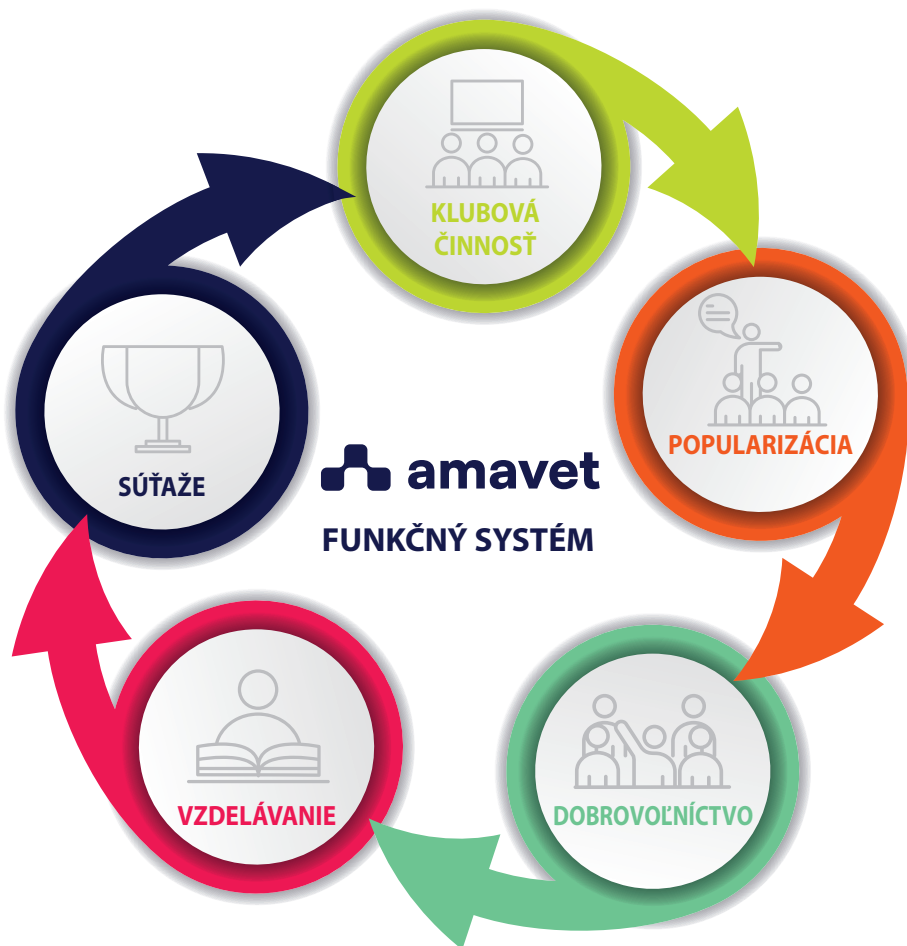 KLUBOVÁ
ČINNOSŤ
POPULARIZÁCIA
SÚŤAŽE
amavet
FUNKČNÝ SYSTÉM
VZDELÁVANIE
DOBROVOĽNÍCTVO